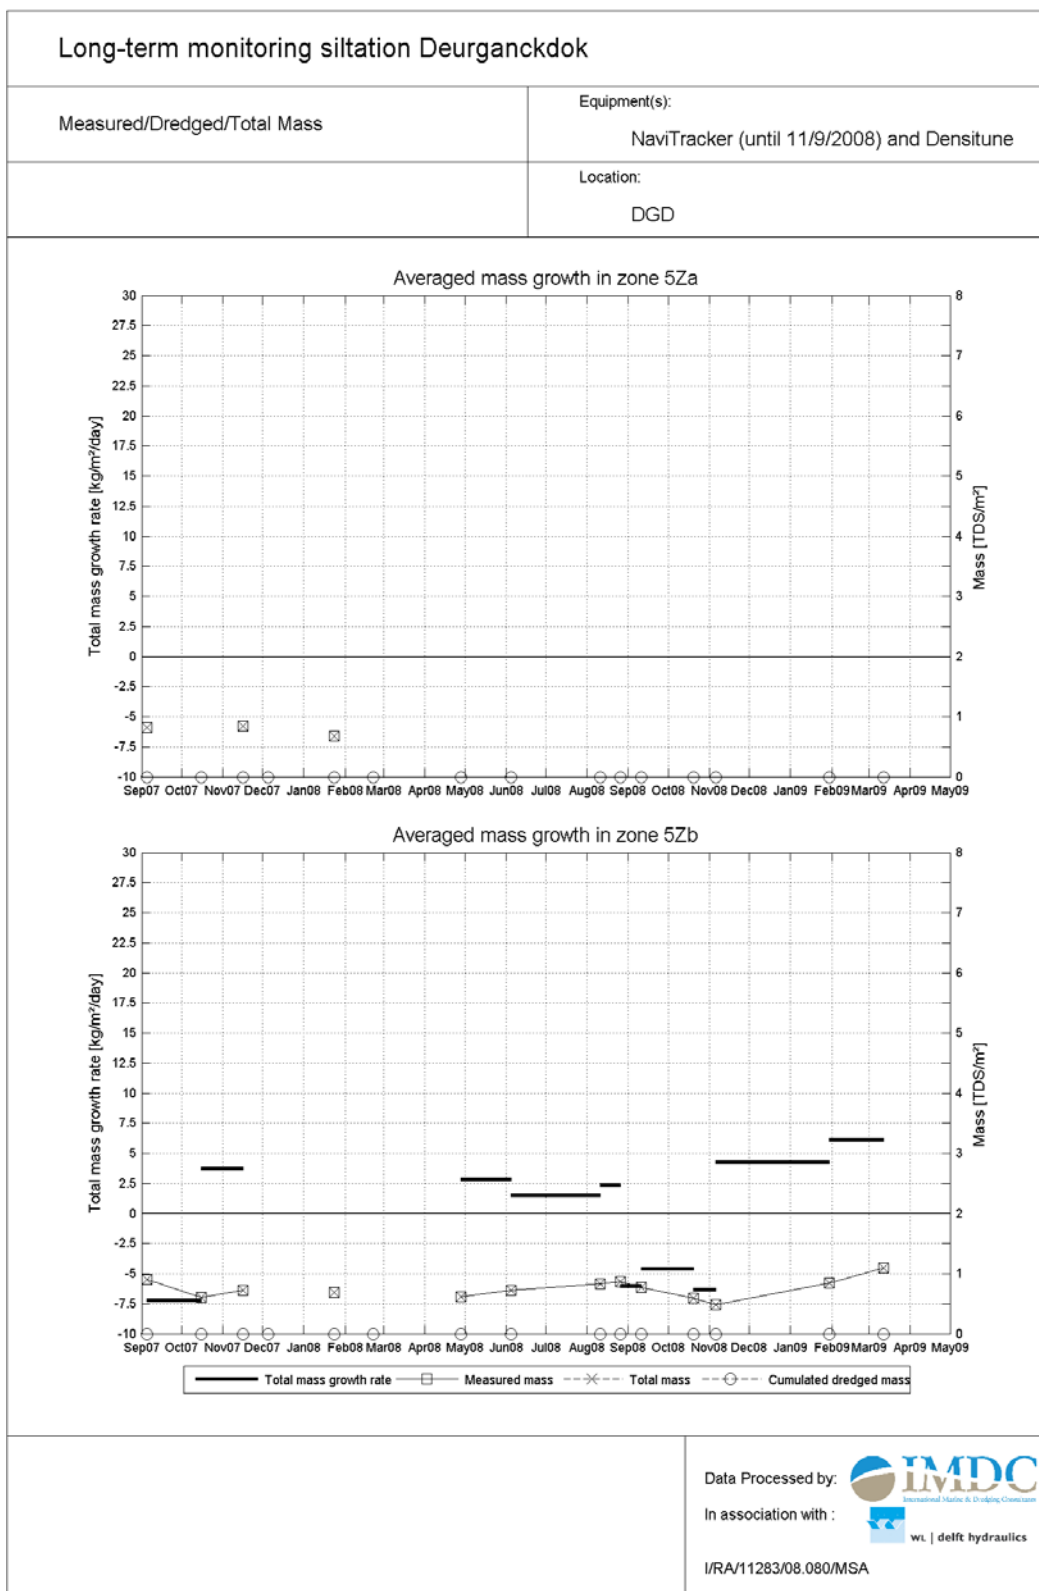 Long-term monitoring siltation Deurganckdok
Measured/Dredged/Total Mass
Equipment(s):
NaviTracker (until 11/9/2008) and Densitune
Location:
DGD
Averaged mass growth in zone 5Za
Total mass growth rate [kg/m²/day]
30
27.5
25
22.5
20
17.5
15
12.5
10
7.5
5
2.5
0
-2.5
-5
-7.5
-10
8
7
6
5
4
3
2
1
0
Mass [TDS/m²]
Sep07 Oct07 Nov07 Dec07 Jan08 Feb08 Mar08 Apr08 May08 Jun08 Jul08 Aug08 Sep08 Oct08 Nov08 Dec08 Jan09 Feb09 Mar09 Apr09 May09
Averaged mass growth in zone 5Zb
Total mass growth rate [kg/m²/day]
30
27.5
25
22.5
20
17.5
15
12.5
10
7.5
5
2.5
0
-2.5
-5
-7.5
-10
8
7
6
5
4
3
2
1
0
Mass [TDS/m²]
Sep07 Oct07 Nov07 Dec07 Jan08 Feb08 Mar08 Apr08 May08 Jun08 Jul08 Aug08 Sep08 Oct08 Nov08 Dec08 Jan09 Feb09 Mar09 Apr09 May09
Total mass growth rate Measured mass Total mass Cumulated dredged mass
Data Processed by:
IMDC
International Marine & Dredging Consultants
In association with :
WL | delft hydraulics
I/RA/11283/08.080/MSA